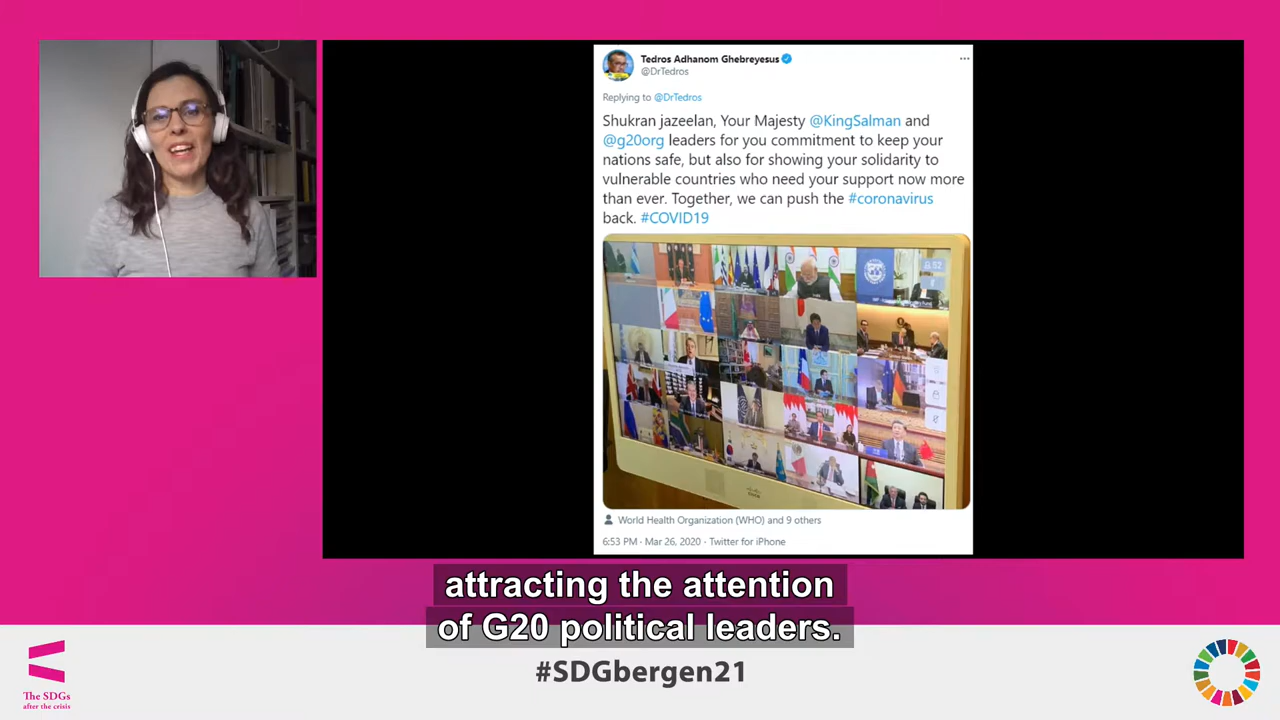 Tedros Adhanom Ghebreyesus
@DrTedros
Replying to @DrTedros
Shukran jazeelan, Your Majesty @KingSalman and
@g20org leaders for you commitment to keep your
nations safe, but also for showing your solidarity to
vulnerable countries who need your support now more
than ever. Together, we can push the #coronavirus
back. #COVID19
World Health Organization (WHO) and 9 others
6:53 PM · Mar 26, 2020 · Twitter for iPhone
attracting the attention
of G20 political leaders.
#SDGbergen21
The SDGs
after the crisis